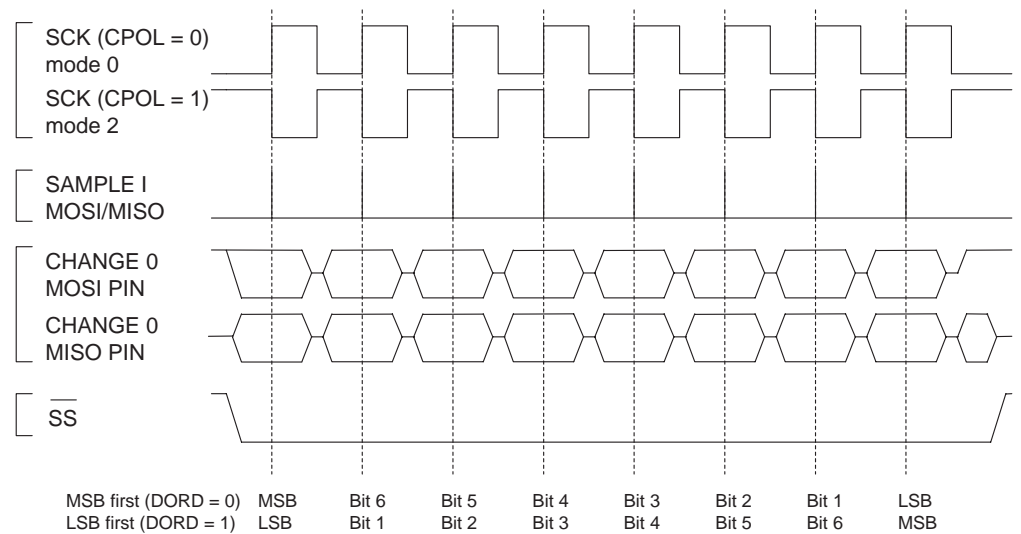 SCK (CPOL = 0)
mode 0
SCK (CPOL = 1)
mode 2
SAMPLE I
MOSI/MISO
CHANGE 0
MOSI PIN
CHANGE 0
MISO PIN
SS
MSB first (DORD = 0) MSB Bit 6 Bit 5 Bit 4 Bit 3 Bit 2 Bit 1 LSB
LSB first (DORD = 1) LSB Bit 1 Bit 2 Bit 3 Bit 4 Bit 5 Bit 6 MSB